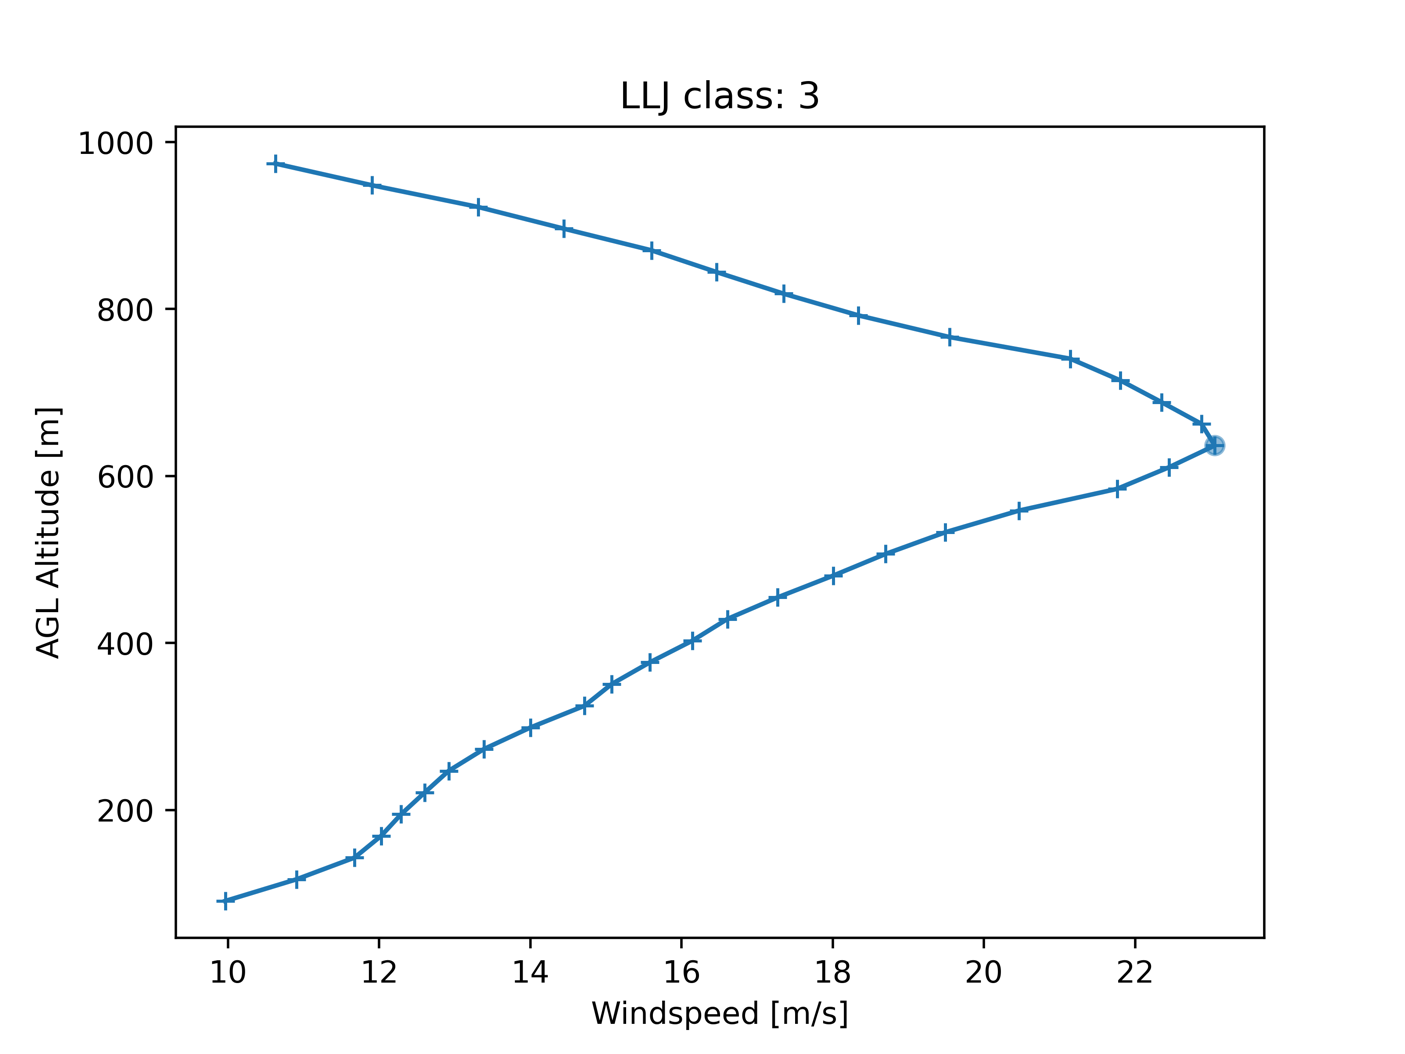 LLJ class: 3
1000
800
600
400
200
AGL Altitude [m]
10 12 14 16 18 20 22
Windspeed [m/s]